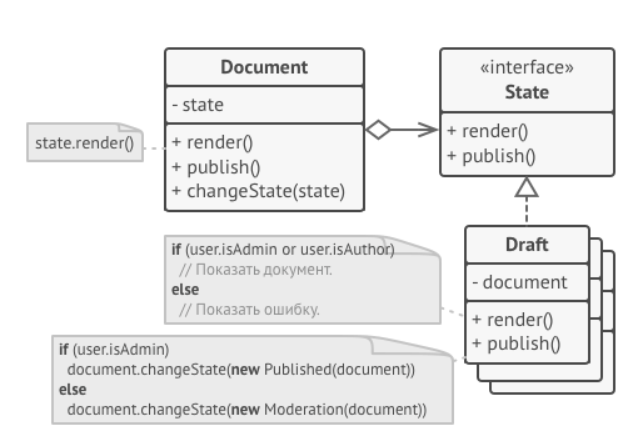 Document
- state
+ render()
+ publish()
+ changeState(state)
«interface»
State
+ render()
+ publish()
state.render()
Draft
- document
+ render()
+ publish()
if (user.isAdmin or user.isAuthor)
// Показать документ.
else
// Показать ошибку.
if (user.isAdmin)
document.changeState(new Published(document))
else
document.changeState(new Moderation(document))